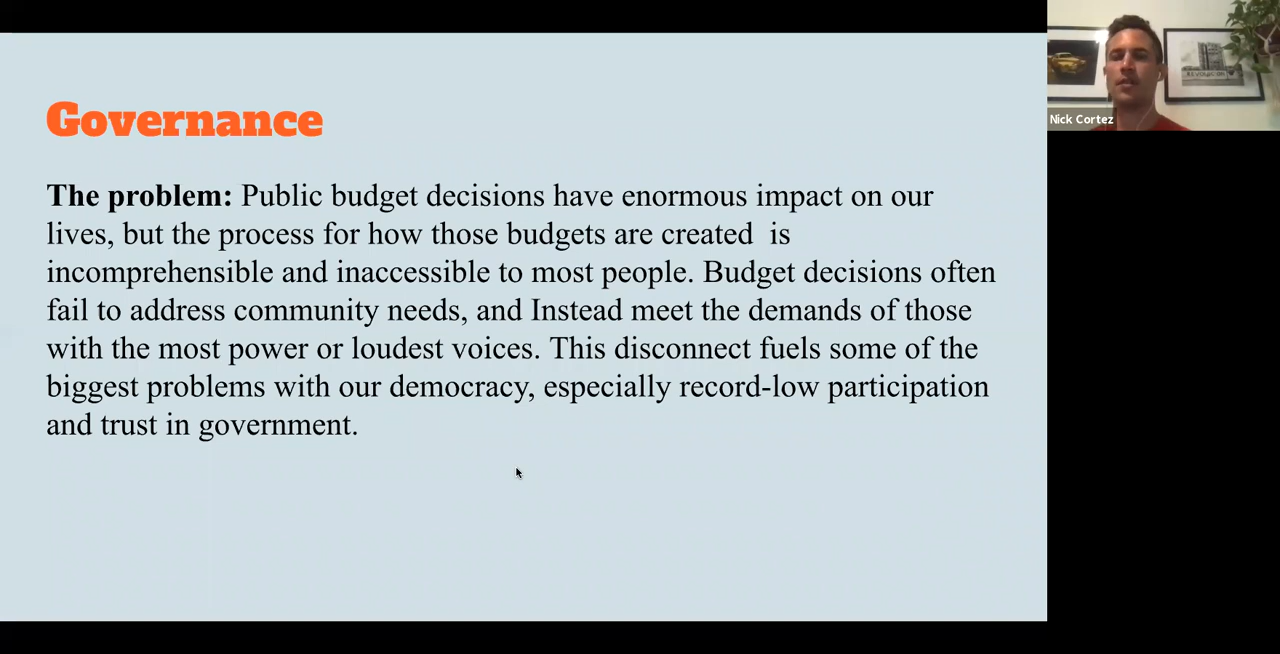 Governance
The problem: Public budget decisions have enormous impact on our
lives, but the process for how those budgets are created  is
incomprehensible and inaccessible to most people. Budget decisions often
fail to address community needs, and Instead meet the demands of those
with the most power or loudest voices. This disconnect fuels some of the
biggest problems with our democracy, especially record-low participation
and trust in government.
Nick Cortez